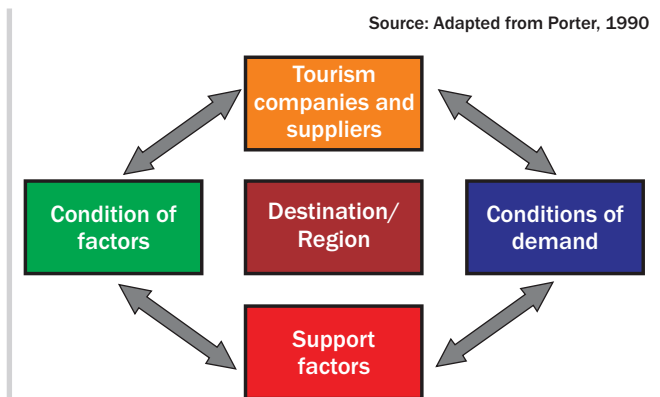 Source: Adapted from Porter, 1990
Tourism
companies and
suppliers
Condition of
factors
Destination/
Region
Conditions of
demand
Support
factors